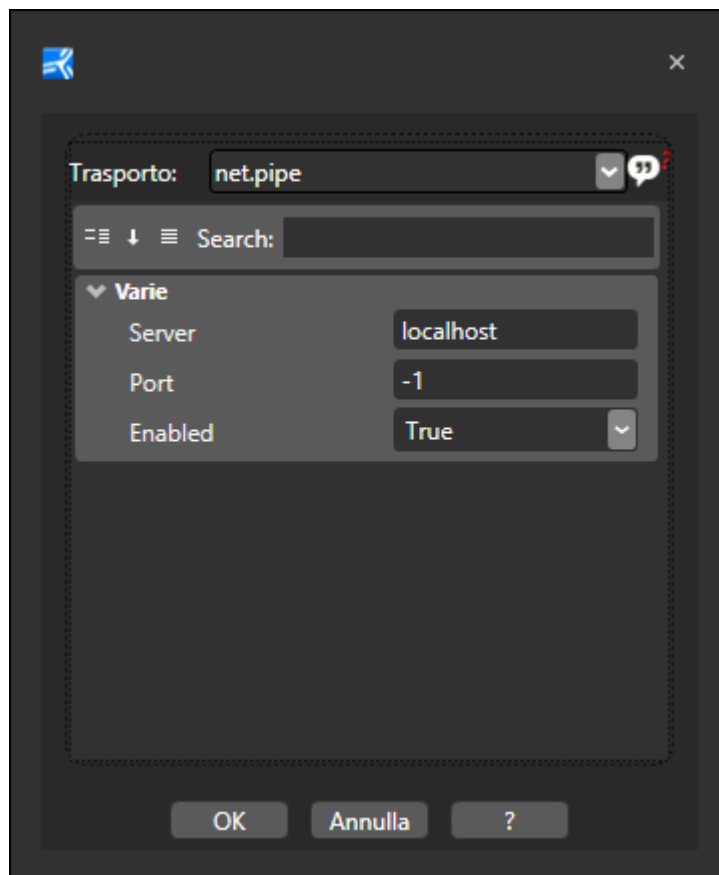 Trasporto: net.pipe
Search:
Varie
Server localhost
Port -1
Enabled True
OK Annulla ?